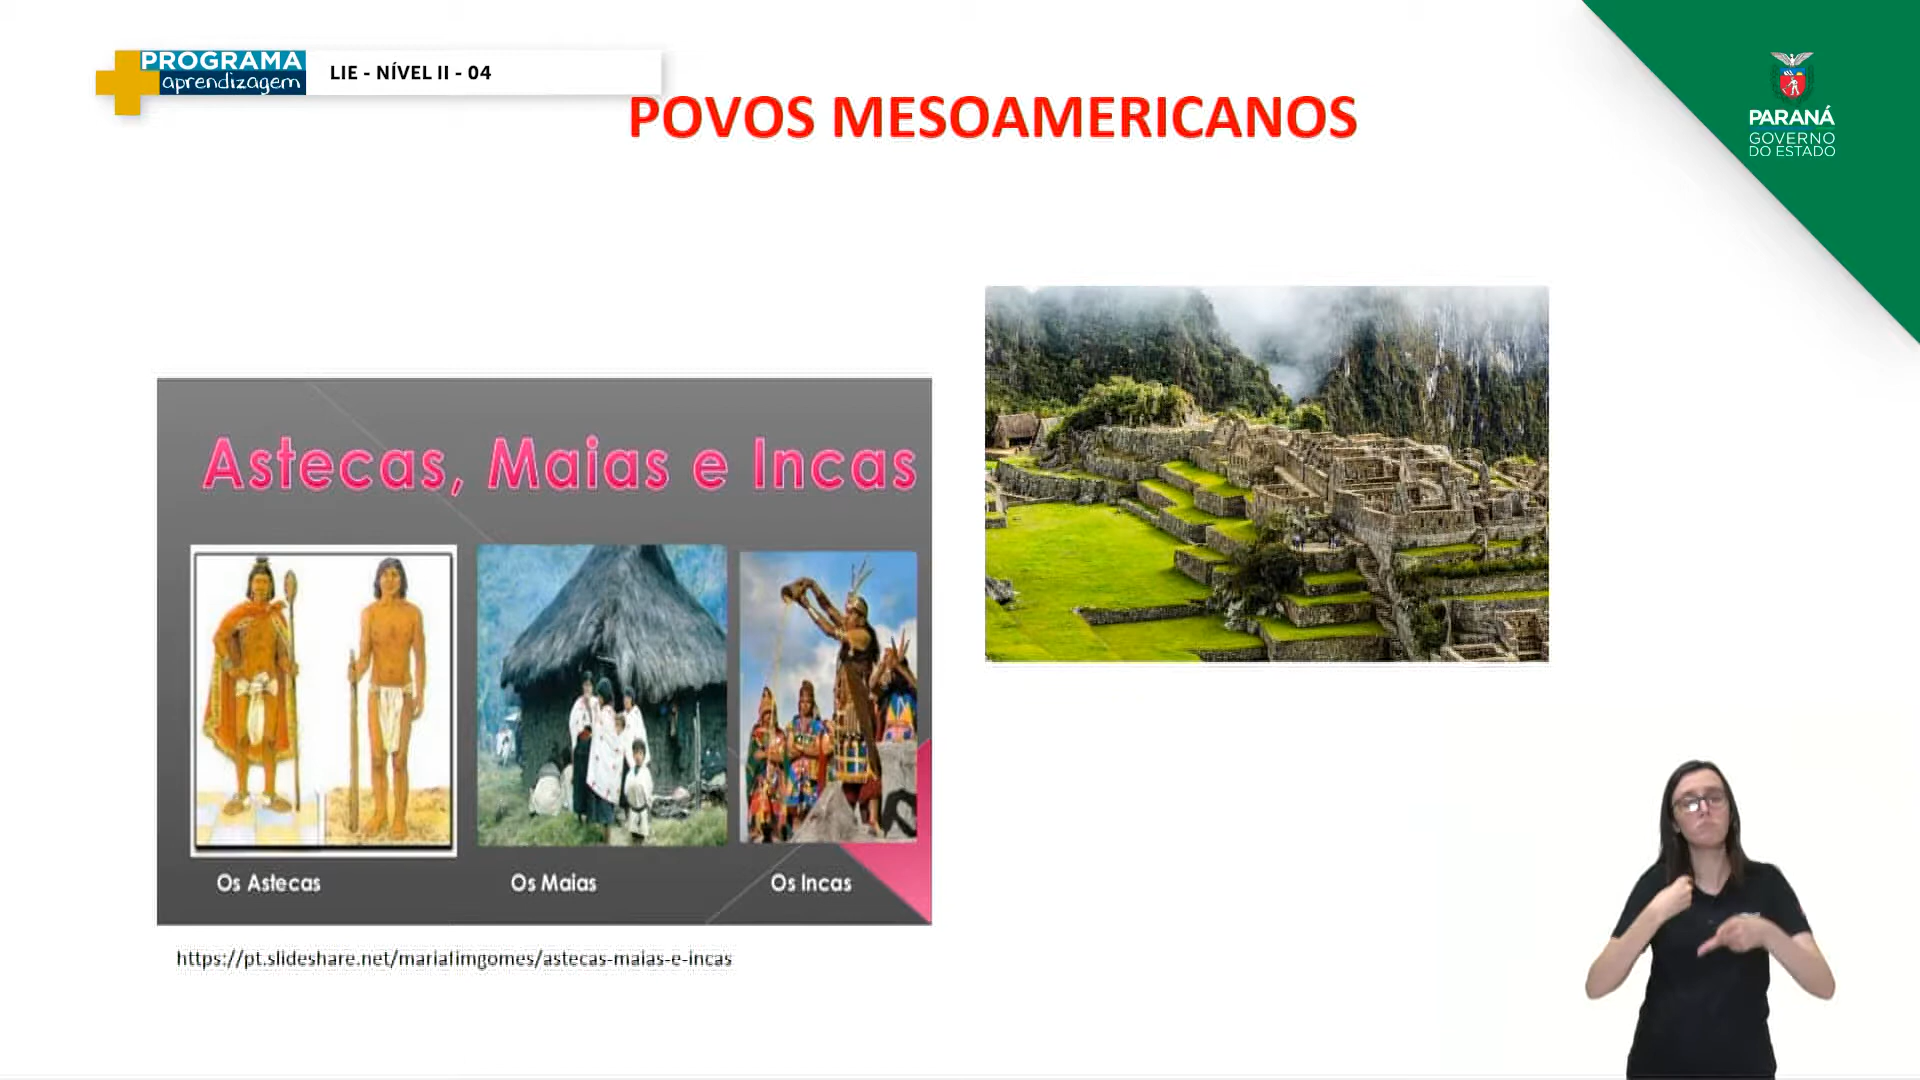 PROGRAMA
aprendizagem
LIE - NÍVEL II - 04
POVOS MESOAMERICANOS
PARANÁ
GOVERNO
DO ESTADO
Astecas, Maias e Incas
Os Astecas
Os Maias
Os Incas
https://pt.slideshare.net/mariafimgomes/astecas-maias-e-incas